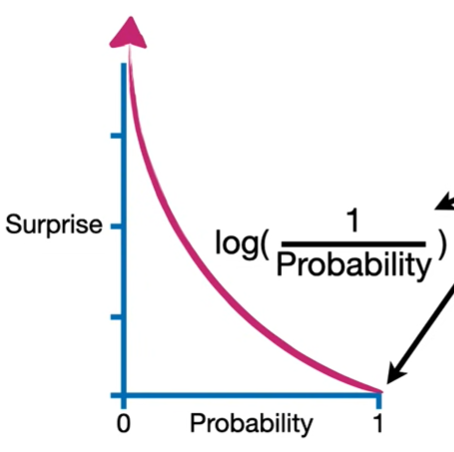 Surprise
log( 1 / Probability )
0 Probability 1